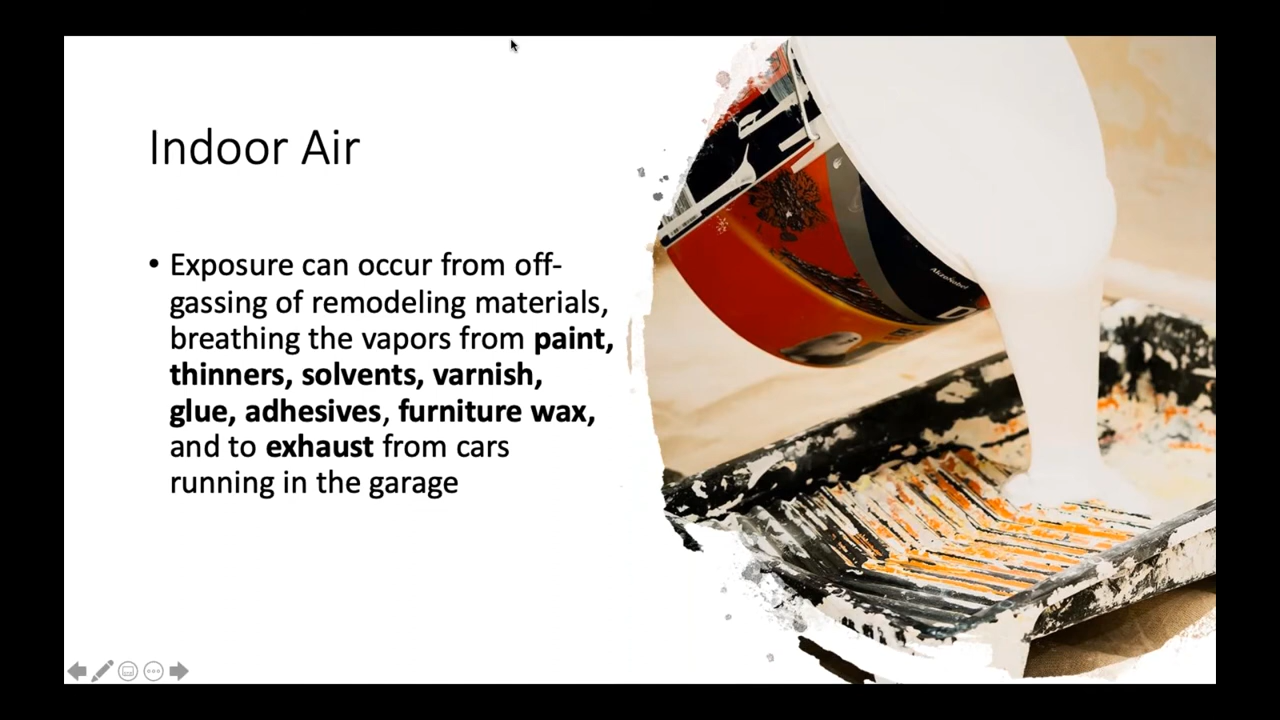 Indoor Air
• Exposure can occur from off-
gassing of remodeling materials,
breathing the vapors from paint,
thinners, solvents, varnish,
glue, adhesives, furniture wax,
and to exhaust from cars
running in the garage
AkzoNobel